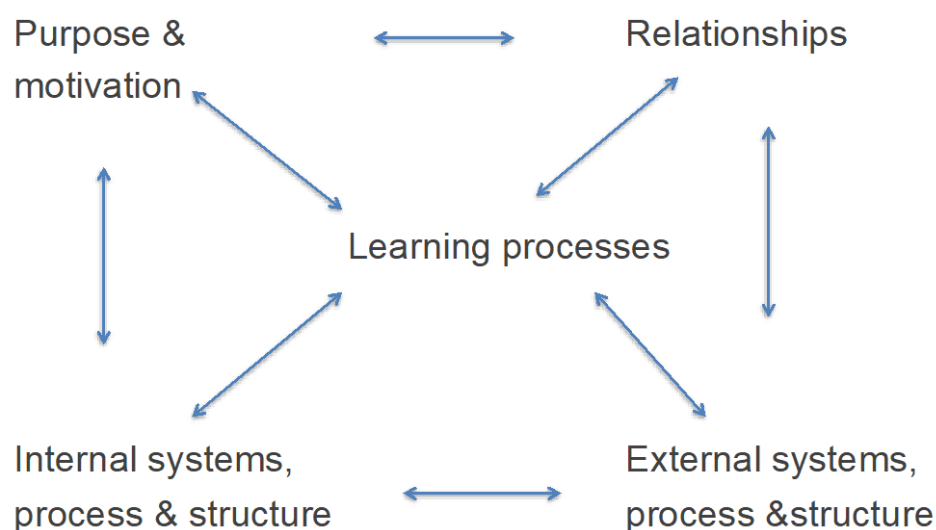 Purpose &
motivation
Relationships
Learning processes
Internal systems,
process & structure
External systems,
process &structure